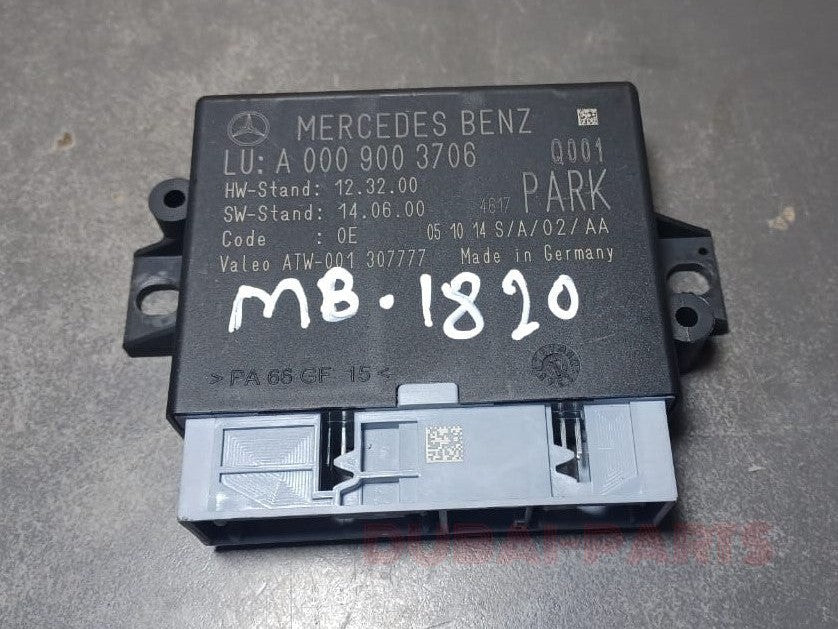 MERCEDES BENZ
LU: A 000 900 3706 Q001
HW-Stand: 12.32.00
SW-Stand: 14.06.00 4617 PARK
Code : 0E 05 10 14 S/A/02/AA
Valeo ATW-001 307777 Made in Germany
MB.1820
>PA 66 GF 15<
DUBAI-PARTS